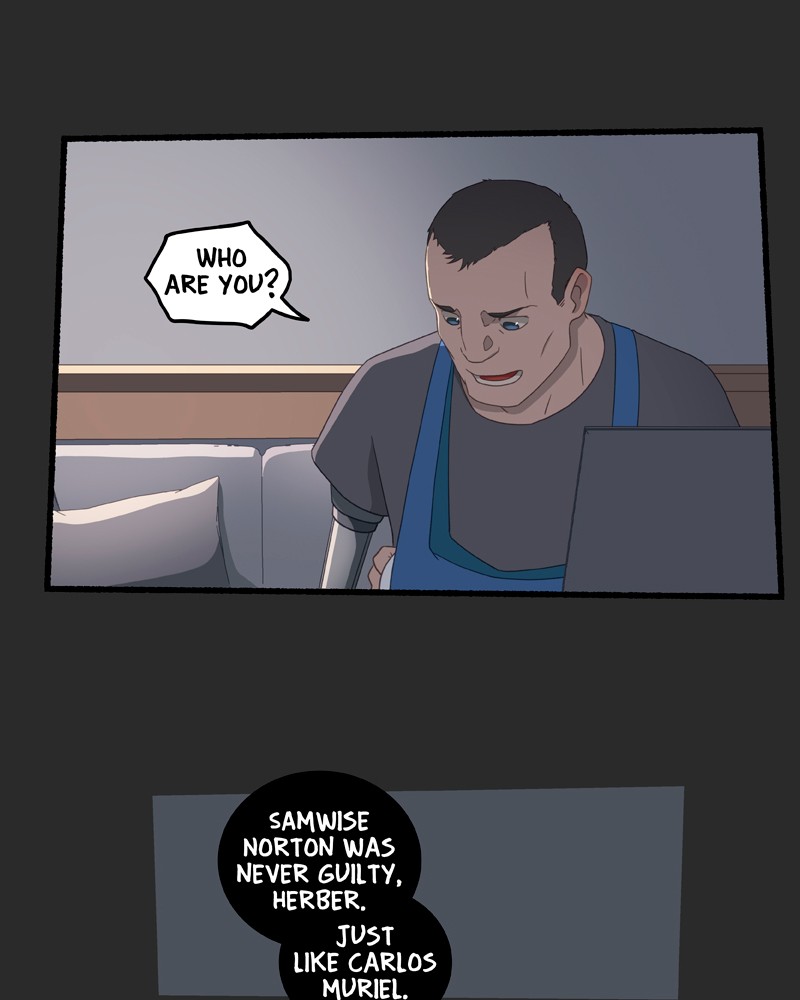 WHO
ARE YOU?
SAMWISE
NORTON WAS
NEVER GUILTY,
HERBER.
JUST
LIKE CARLOS
MURIEL.